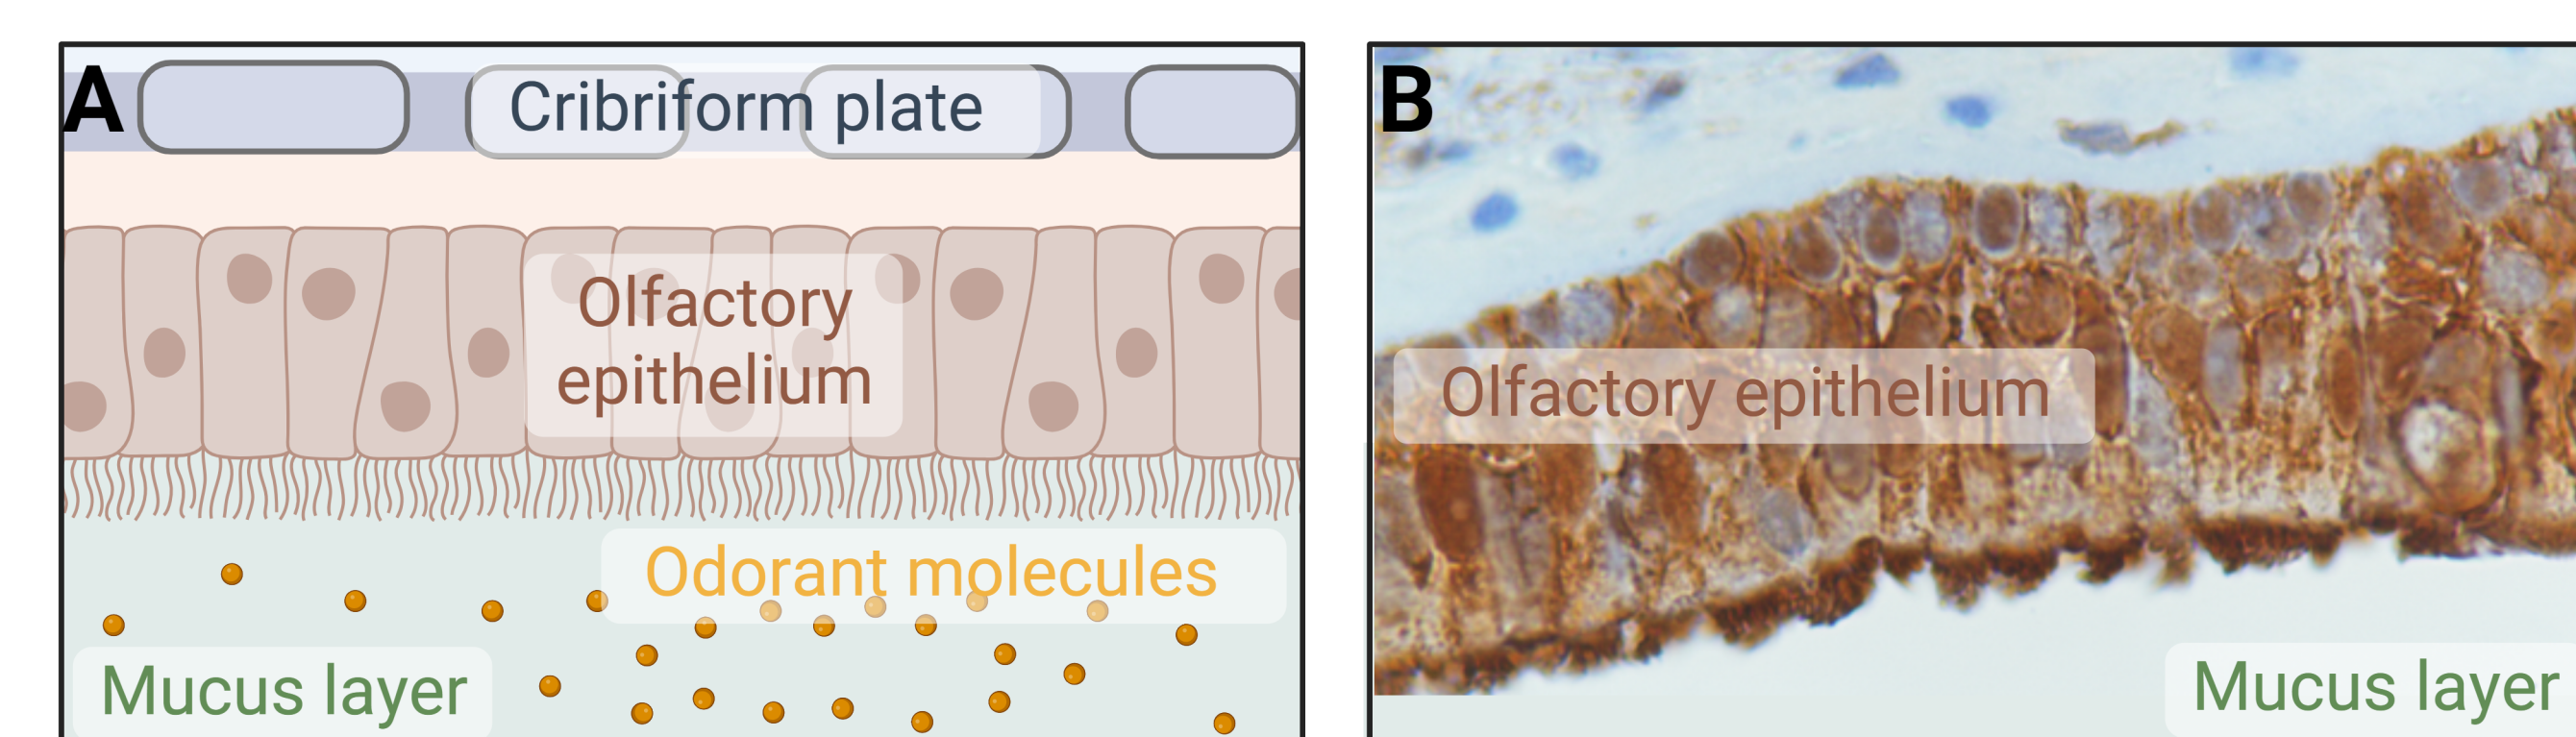 A
Cribriform plate
Olfactory
epithelium
Odorant molecules
Mucus layer
B
Olfactory epithelium
Mucus layer